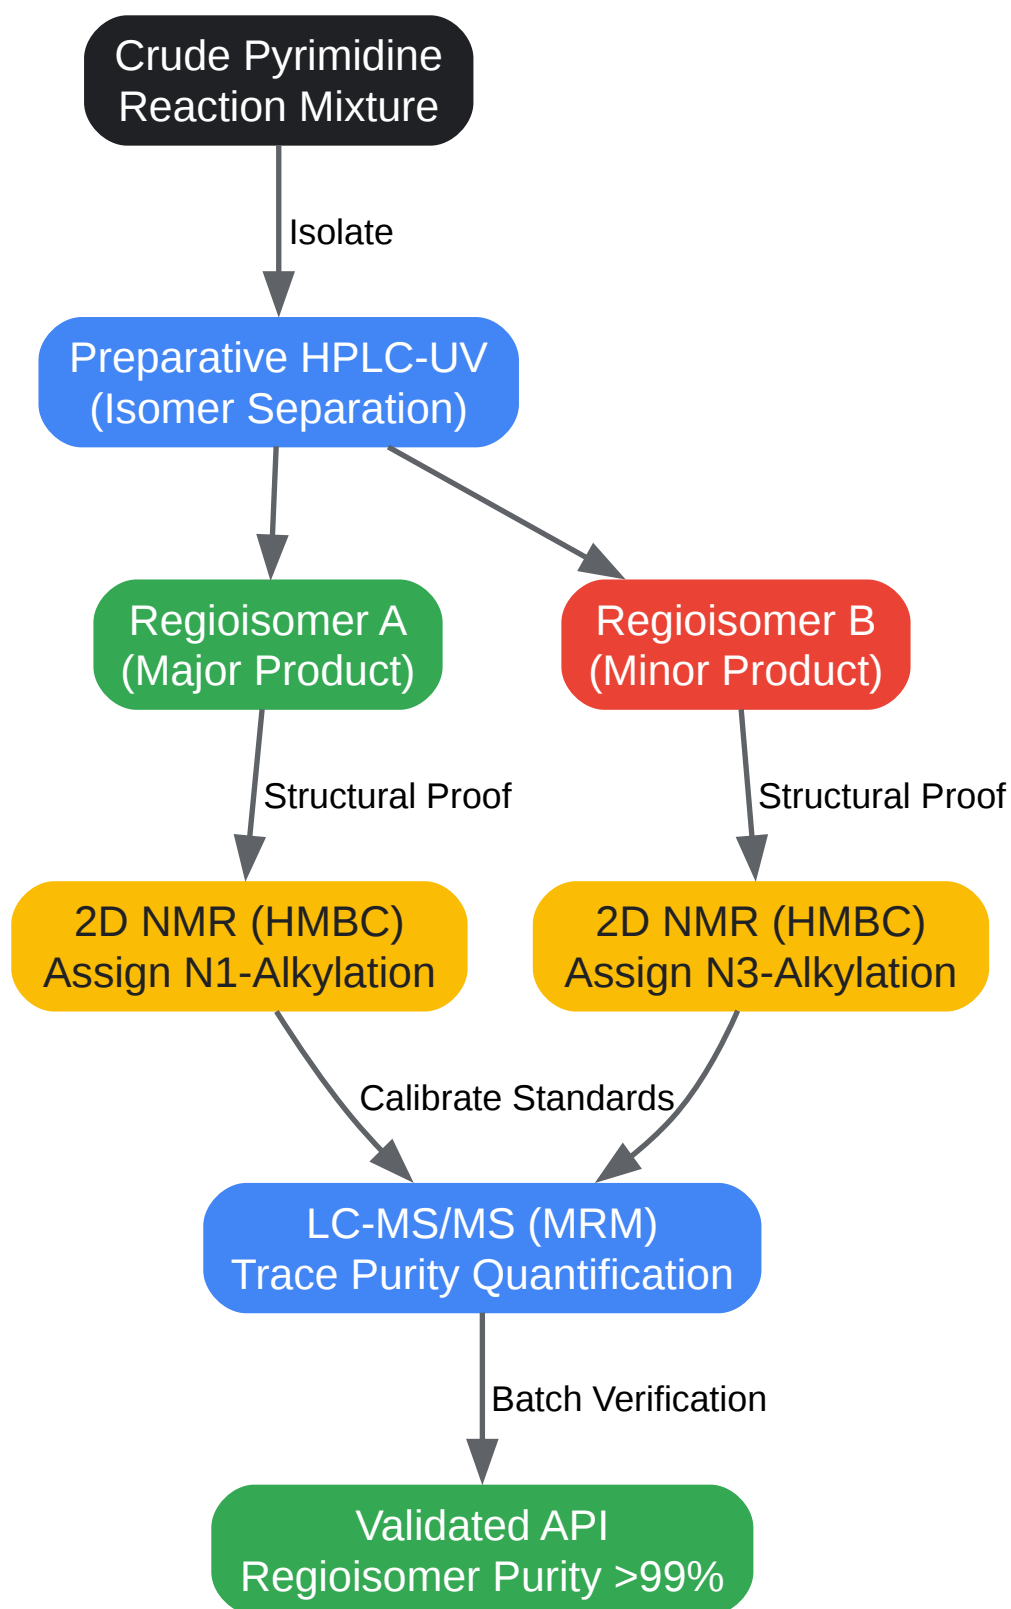 Crude Pyrimidine
Reaction Mixture
Isolate
Preparative HPLC-UV
(Isomer Separation)
Regioisomer A
(Major Product)
Regioisomer B
(Minor Product)
Structural Proof
Structural Proof
2D NMR (HMBC)
Assign N1-Alkylation
2D NMR (HMBC)
Assign N3-Alkylation
Calibrate Standards
LC-MS/MS (MRM)
Trace Purity Quantification
Batch Verification
Validated API
Regioisomer Purity >99%